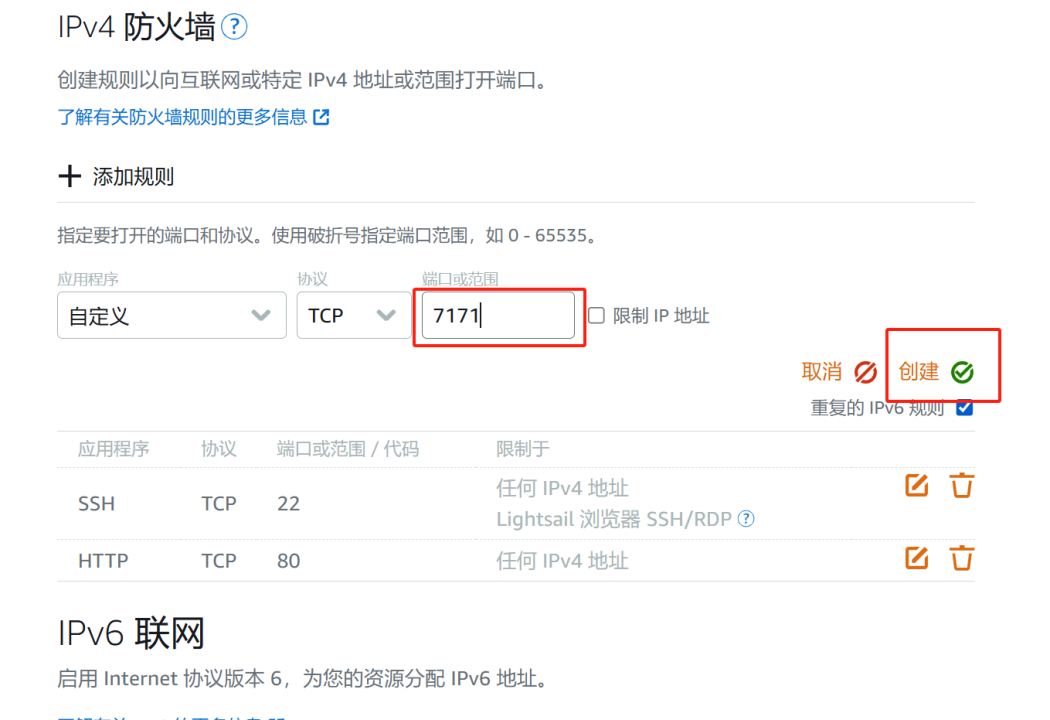 IPv4 防火墙
创建规则以向互联网或特定 IPv4 地址或范围打开端口。
了解有关防火墙规则的更多信息
添加规则
指定要打开的端口和协议。使用破折号指定端口范围，如 0 - 65535。
应用程序 协议 端口或范围
自定义 TCP 7171 限制 IP 地址
取消 创建
重复的 IPv6 规则
应用程序 协议 端口或范围 / 代码 限制于
SSH TCP 22 任何 IPv4 地址
Lightsail 浏览器 SSH/RDP
HTTP TCP 80 任何 IPv4 地址
IPv6 联网
启用 Internet 协议版本 6，为您的资源分配 IPv6 地址。